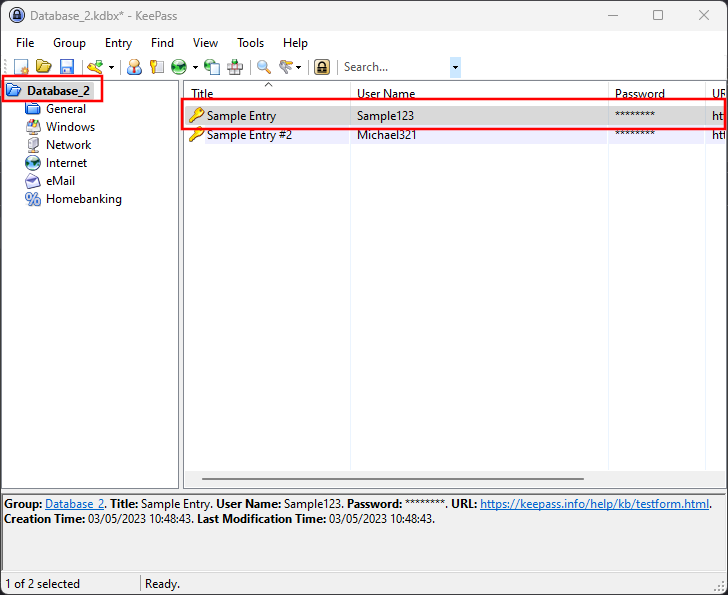 Database_2.kdbx* - KeePass
File Group Entry Find View Tools Help
Search...
Database_2
General
Windows
Network
Internet
eMail
Homebanking
Title User Name Password UR
Sample Entry Sample123 ******** htt
Sample Entry #2 Michael321 ******** htt
Group: Database_2. Title: Sample Entry. User Name: Sample123. Password: ********. URL: https://keepass.info/help/kb/testform.html.
Creation Time: 03/05/2023 10:48:43. Last Modification Time: 03/05/2023 10:48:43.
1 of 2 selected Ready.